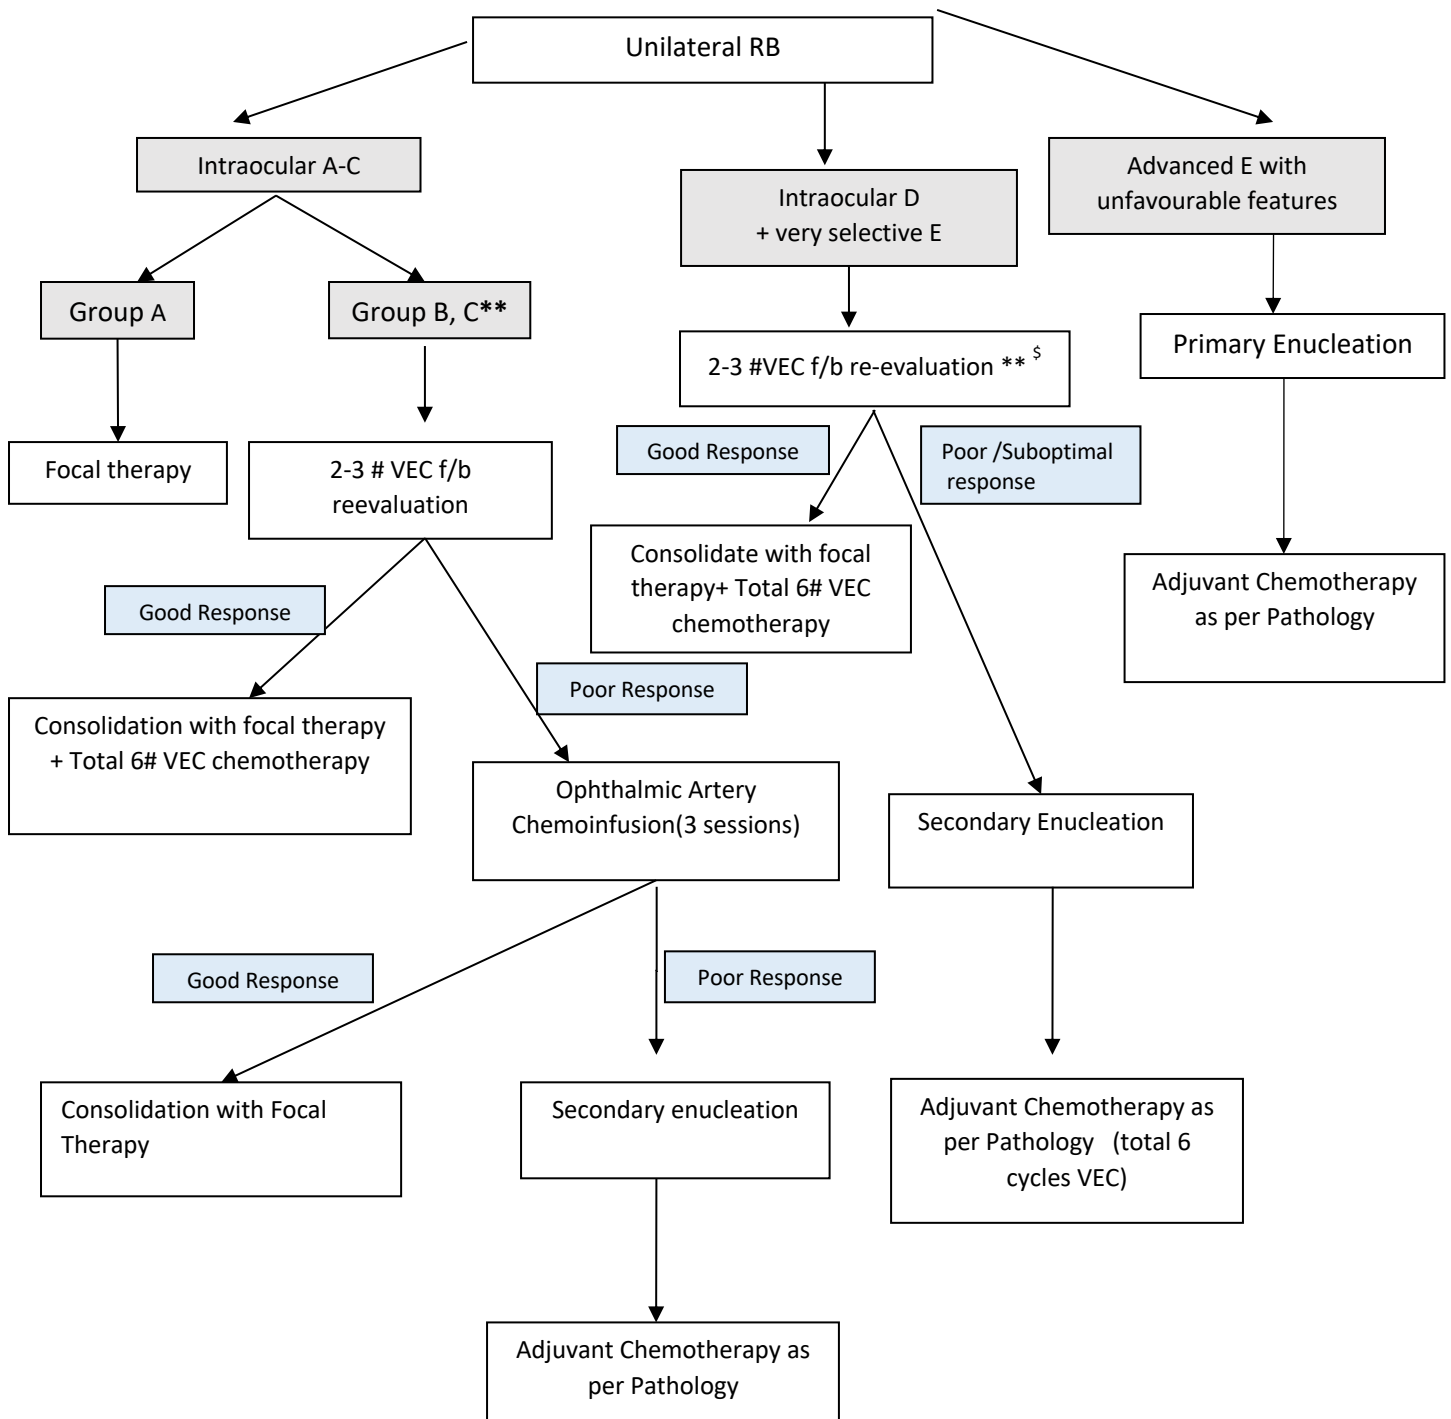 Unilateral RB
Intraocular A-C
Intraocular D
+ very selective E
Advanced E with
unfavourable features
Group A
Group B, C**
2-3 #VEC f/b re-evaluation ** $
Primary Enucleation
Focal therapy
2-3 # VEC f/b
reevaluation
Good Response
Poor /Suboptimal
response
Consolidate with focal
therapy+ Total 6# VEC
chemotherapy
Adjuvant Chemotherapy
as per Pathology
Good Response
Poor Response
Consolidation with focal therapy
+ Total 6# VEC chemotherapy
Ophthalmic Artery
Chemoinfusion(3 sessions)
Secondary Enucleation
Good Response
Poor Response
Consolidation with Focal
Therapy
Secondary enucleation
Adjuvant Chemotherapy as
per Pathology (total 6
cycles VEC)
Adjuvant Chemotherapy as
per Pathology